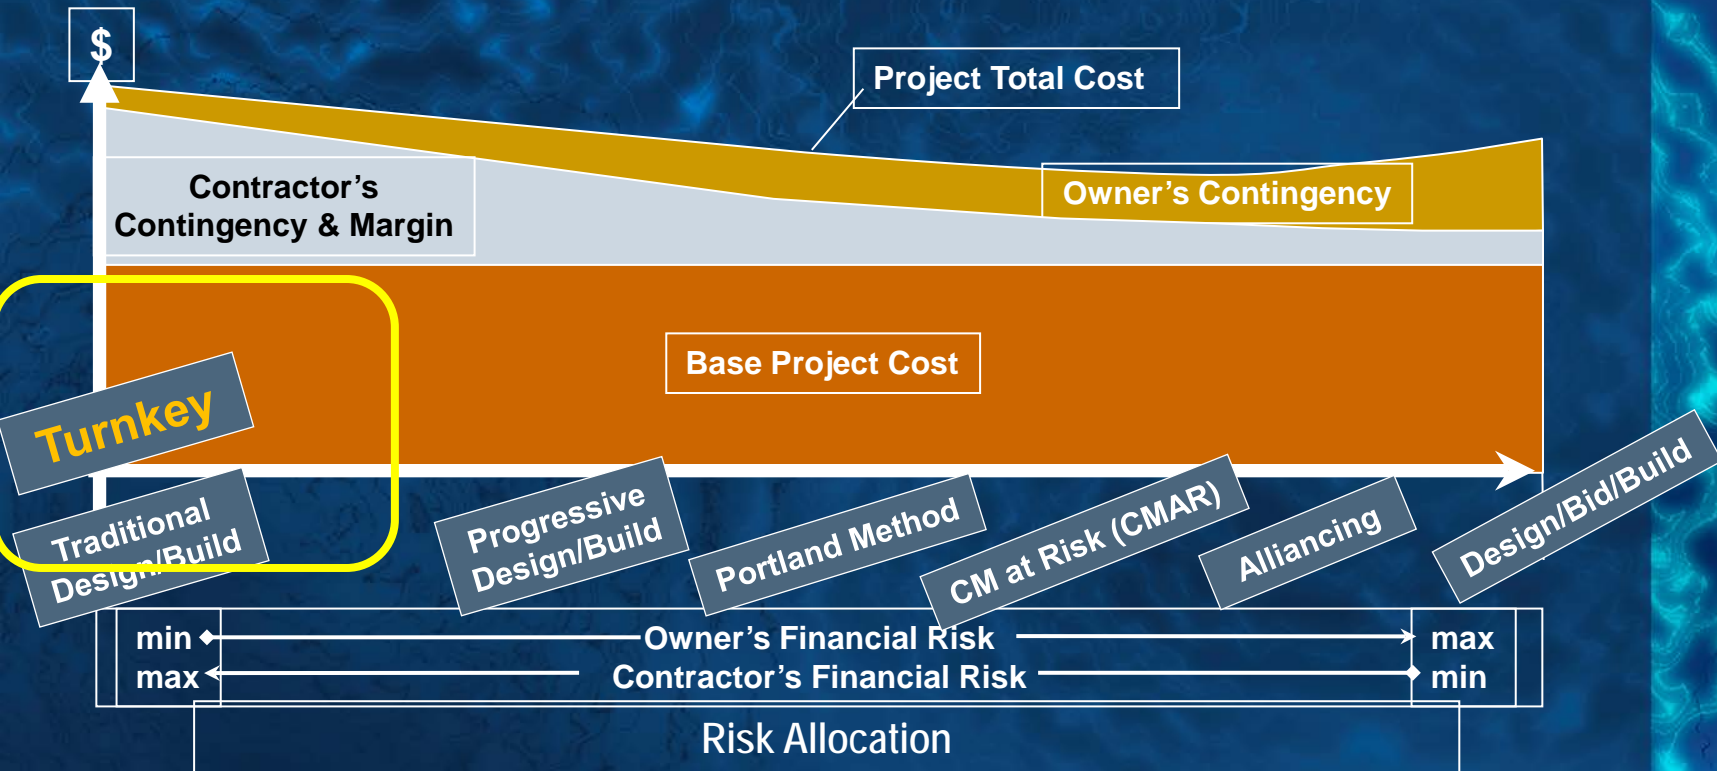 $
Project Total Cost
Contractor's
Contingency & Margin
Owner's Contingency
Base Project Cost
Turnkey
Traditional
Design/Build
Progressive
Design/Build
Portland Method
CM at Risk (CMAR)
Alliancing
Design/Bid/Build
min Owner's Financial Risk max
max Contractor's Financial Risk min
Risk Allocation